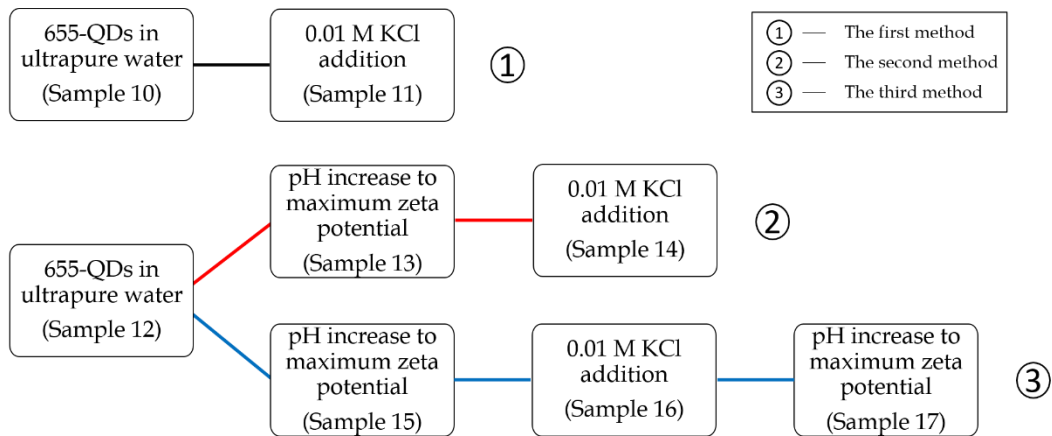 655-QDs in
ultrapure water
(Sample 10)
0.01 M KCl
addition
(Sample 11)
①
① — The first method
② — The second method
③ — The third method
655-QDs in
ultrapure water
(Sample 12)
pH increase to
maximum zeta
potential
(Sample 13)
0.01 M KCl
addition
(Sample 14)
②
pH increase to
maximum zeta
potential
(Sample 15)
0.01 M KCl
addition
(Sample 16)
pH increase to
maximum zeta
potential
(Sample 17)
③